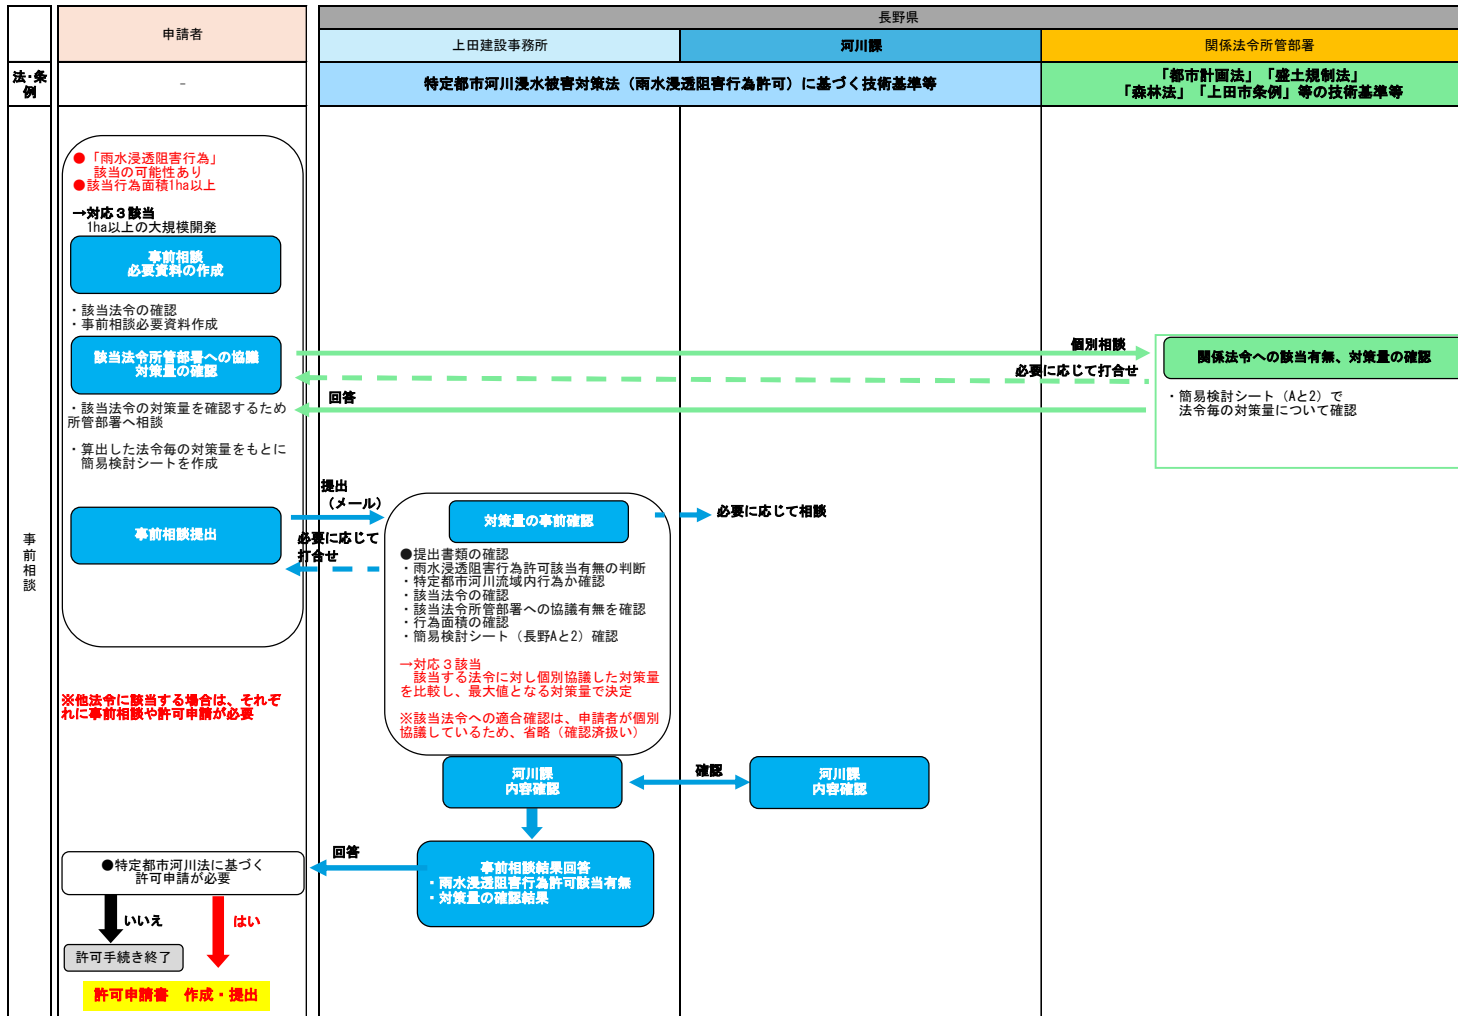 申請者
長野県
上田建設事務所
河川課
関係法令所管部署
法・条
例
-
特定都市河川浸水被害対策法（雨水浸透阻害行為許可）に基づく技術基準等
「都市計画法」「盛土規制法」
「森林法」「上田市条例」等の技術基準等
事前相談
●「雨水浸透阻害行為」
該当の可能性あり
●該当行為面積1ha以上
→対応３該当
1ha以上の大規模開発
事前相談
必要資料の作成
・該当法令の確認
・事前相談必要資料作成
該当法令所管部署への協議
対策量の確認
個別相談
必要に応じて打合せ
回答
関係法令への該当有無、対策量の確認
・簡易検討シート（Aと2）で
法令毎の対策量について確認
・該当法令の対策量を確認するため
所管部署へ相談
・算出した法令毎の対策量をもとに
簡易検討シートを作成
事前相談提出
提出
（メール）
必要に応じて
打合せ
対策量の事前確認
必要に応じて相談
●提出書類の確認
・雨水浸透阻害行為許可該当有無の判断
・特定都市河川流域内行為か確認
・該当法令の確認
・該当法令所管部署への協議有無を確認
・行為面積の確認
・簡易検討シート（長野Aと2）確認
→対応３該当
該当する法令に対し個別協議した対策量
を比較し、最大値となる対策量で決定
※該当法令への適合確認は、申請者が個別
協議しているため、省略（確認済扱い）
※他法令に該当する場合は、それぞ
れに事前相談や許可申請が必要
河川課
内容確認
確認
河川課
内容確認
回答
事前相談結果回答
・雨水浸透阻害行為許可該当有無
・対策量の確認結果
●特定都市河川法に基づく
許可申請が必要
いいえ
はい
許可手続き終了
許可申請書　作成・提出